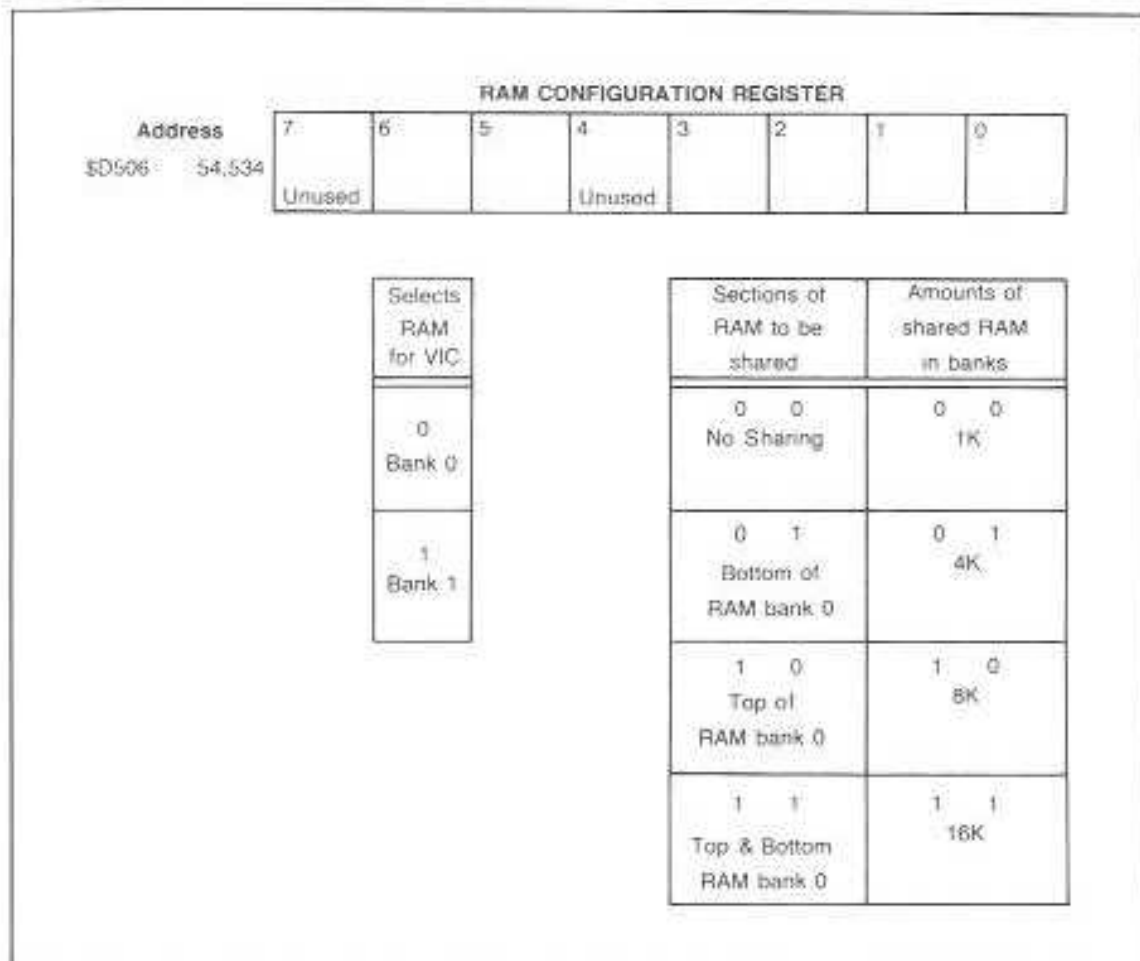 RAM CONFIGURATION REGISTER
Address
7 6 5 4 3 2 1 0
$D506 54,534
Unused Unused
Selects
RAM
for VIC
0
Bank 0
1
Bank 1
Sections of
RAM to be
shared
Amounts of
shared RAM
in banks
0 0
No Sharing
0 0
1K
0 1
Bottom of
RAM bank 0
0 1
4K
1 0
Top of
RAM bank 0
1 0
8K
1 1
Top & Bottom
RAM bank 0
1 1
16K